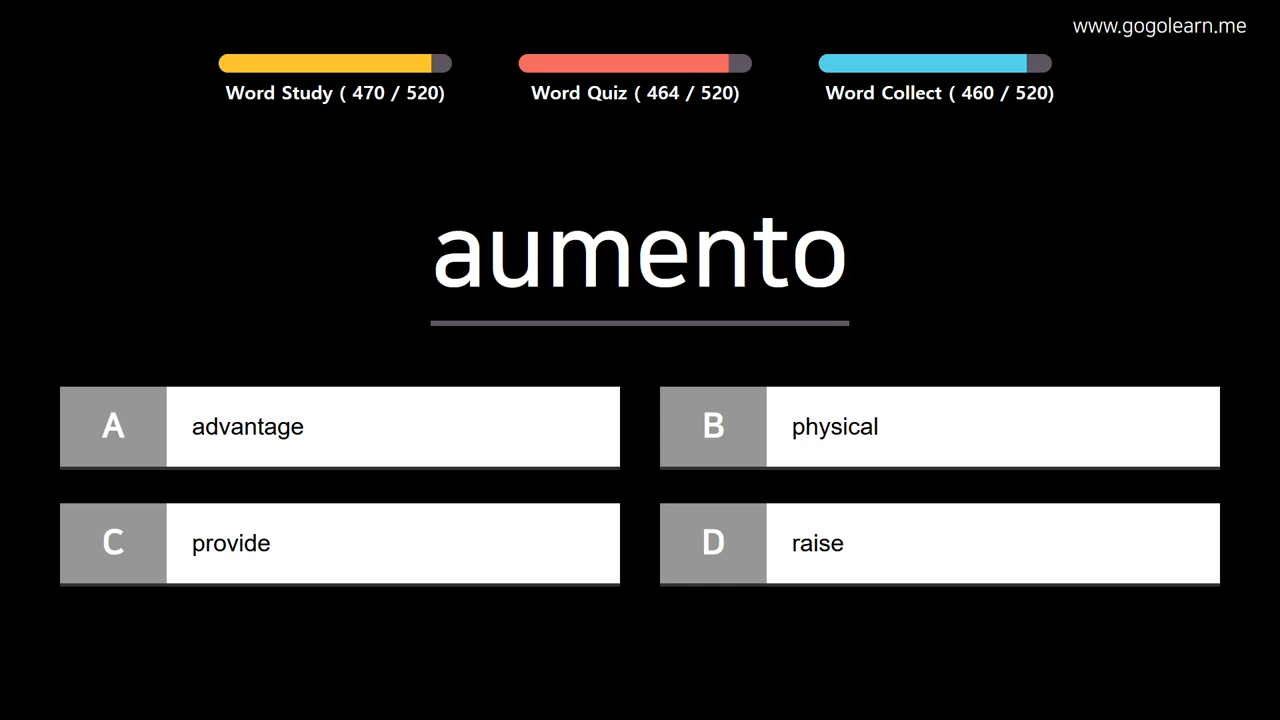 www.gogolearn.me
Word Study ( 470 / 520)
Word Quiz ( 464 / 520)
Word Collect ( 460 / 520)
aumento
A advantage
B physical
C provide
D raise